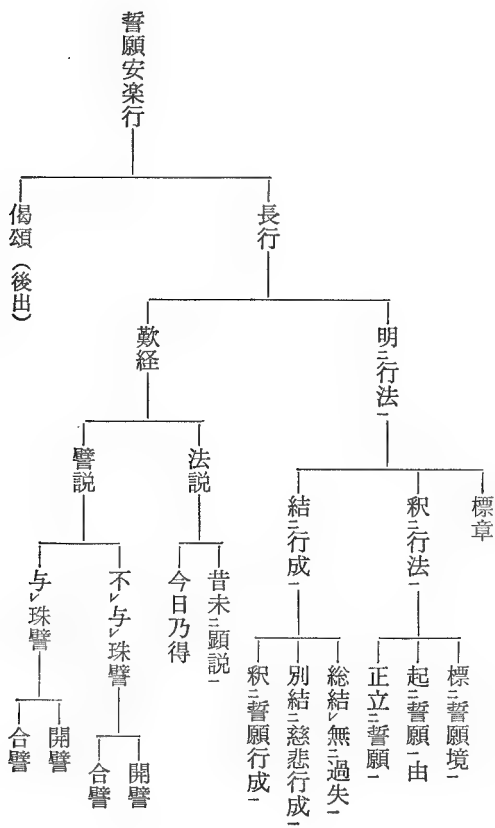 誓願安楽行
長行
明㆓行法㆒
標章
釈㆓行法㆒
標㆓誓願境㆒
起㆓誓願㆒由
正立㆓誓願㆒
結㆓行成㆒
総結㆑無㆓過失㆒
別結㆓慈悲行成㆒
釈㆓誓願行成㆒
歎経
法説
昔未㆓顕説㆒
今日乃得
譬説
不㆑与㆑珠譬
開譬
合譬
与㆑珠譬
開譬
合譬
偈頌（後出）